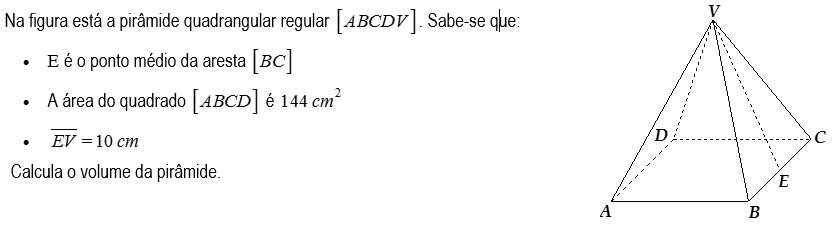 Na figura está a pirâmide quadrangular regular [ABCDV]. Sabe-se que:
• E é o ponto médio da aresta [BC]
• A área do quadrado [ABCD] é 144 cm²
• E̅V̅ = 10 cm
Calcula o volume da pirâmide.
V
D
C
E
A
B